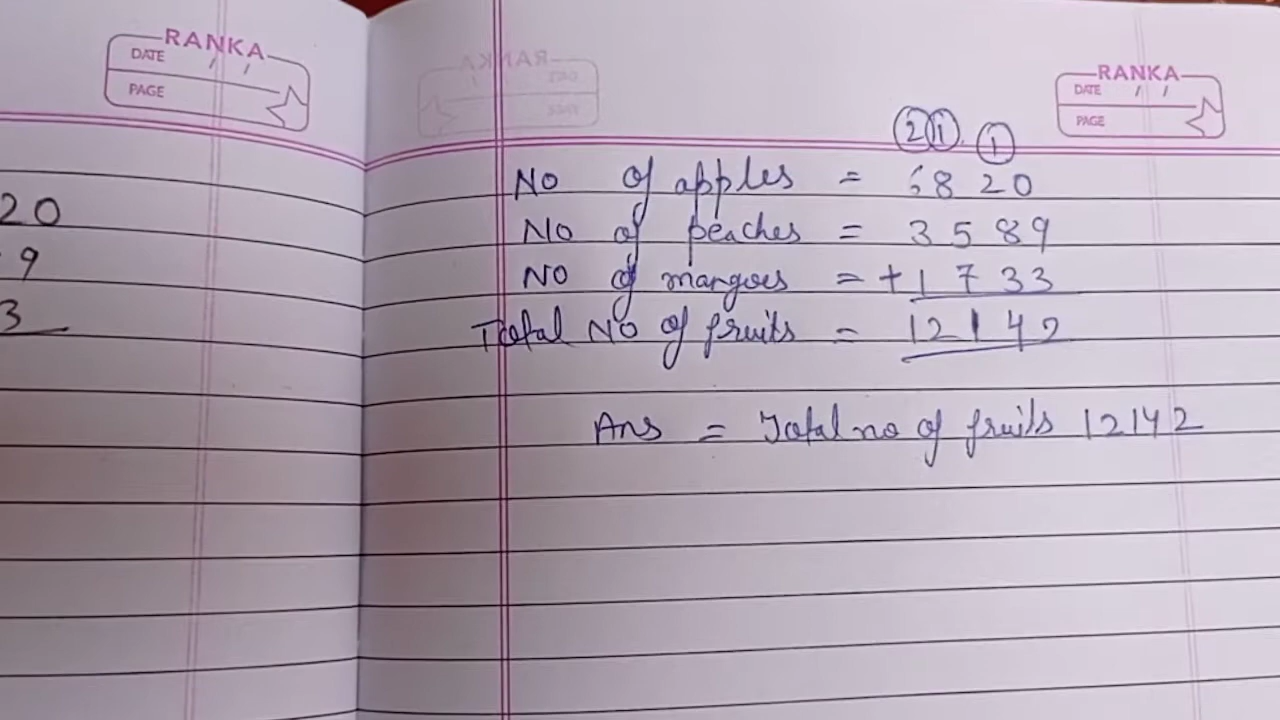 RANKA
DATE / /
PAGE
20
9
3
RANKA
DATE / /
PAGE
2 1 1
No of apples = 6820
No of peaches = 3589
No of mangoes = +1733
Total No of fruits = 12142
Ans = Total no of fruits 12142